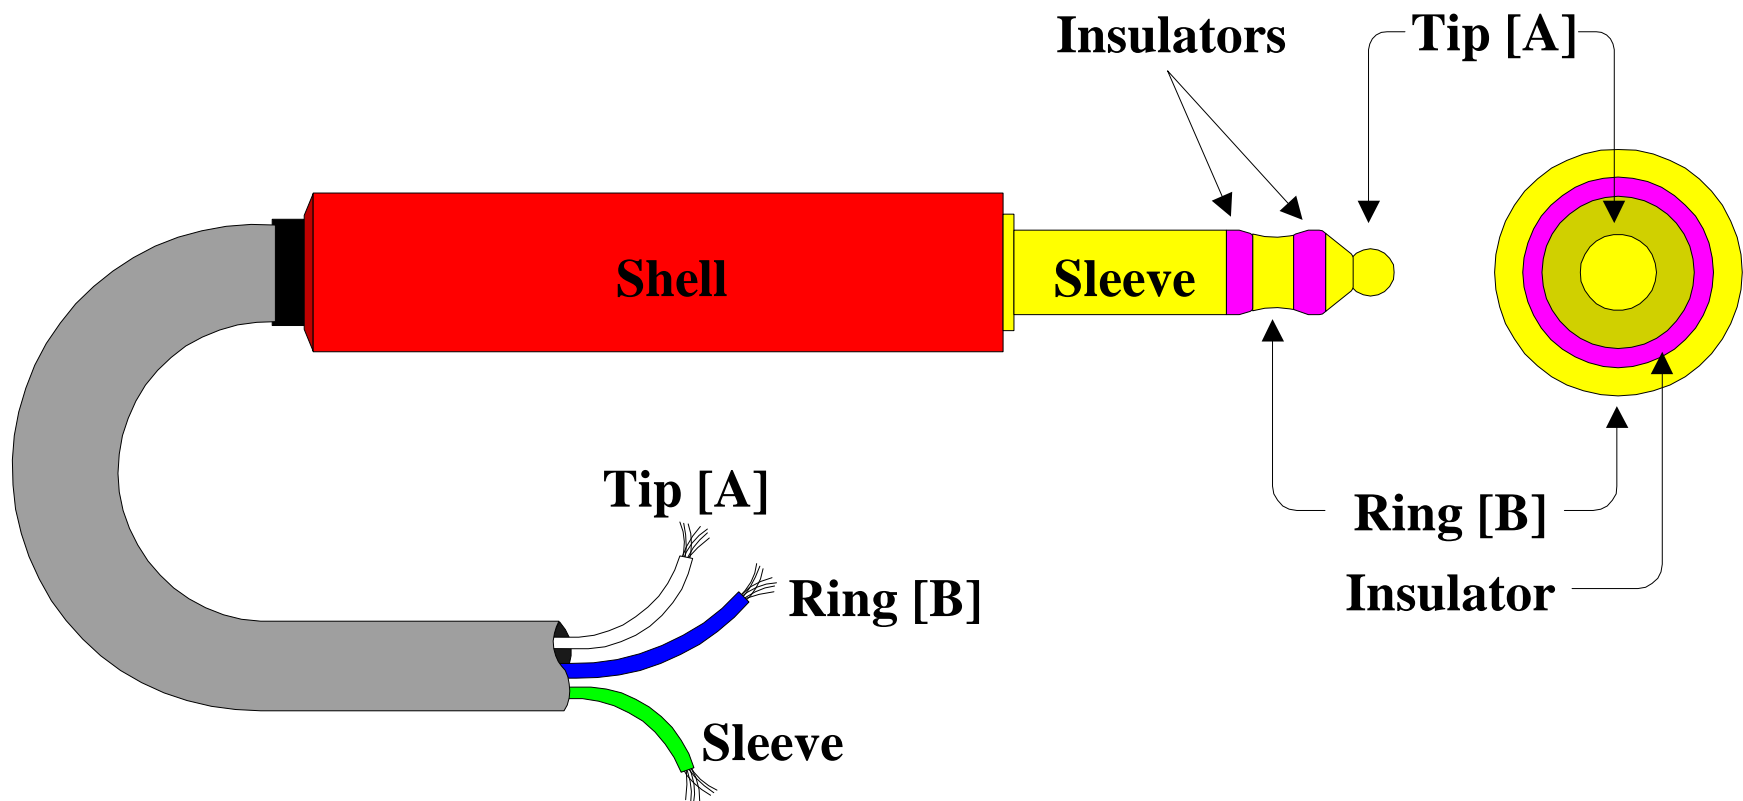 Insulators
Tip [A]
Shell
Sleeve
Tip [A]
Ring [B]
Ring [B]
Insulator
Sleeve